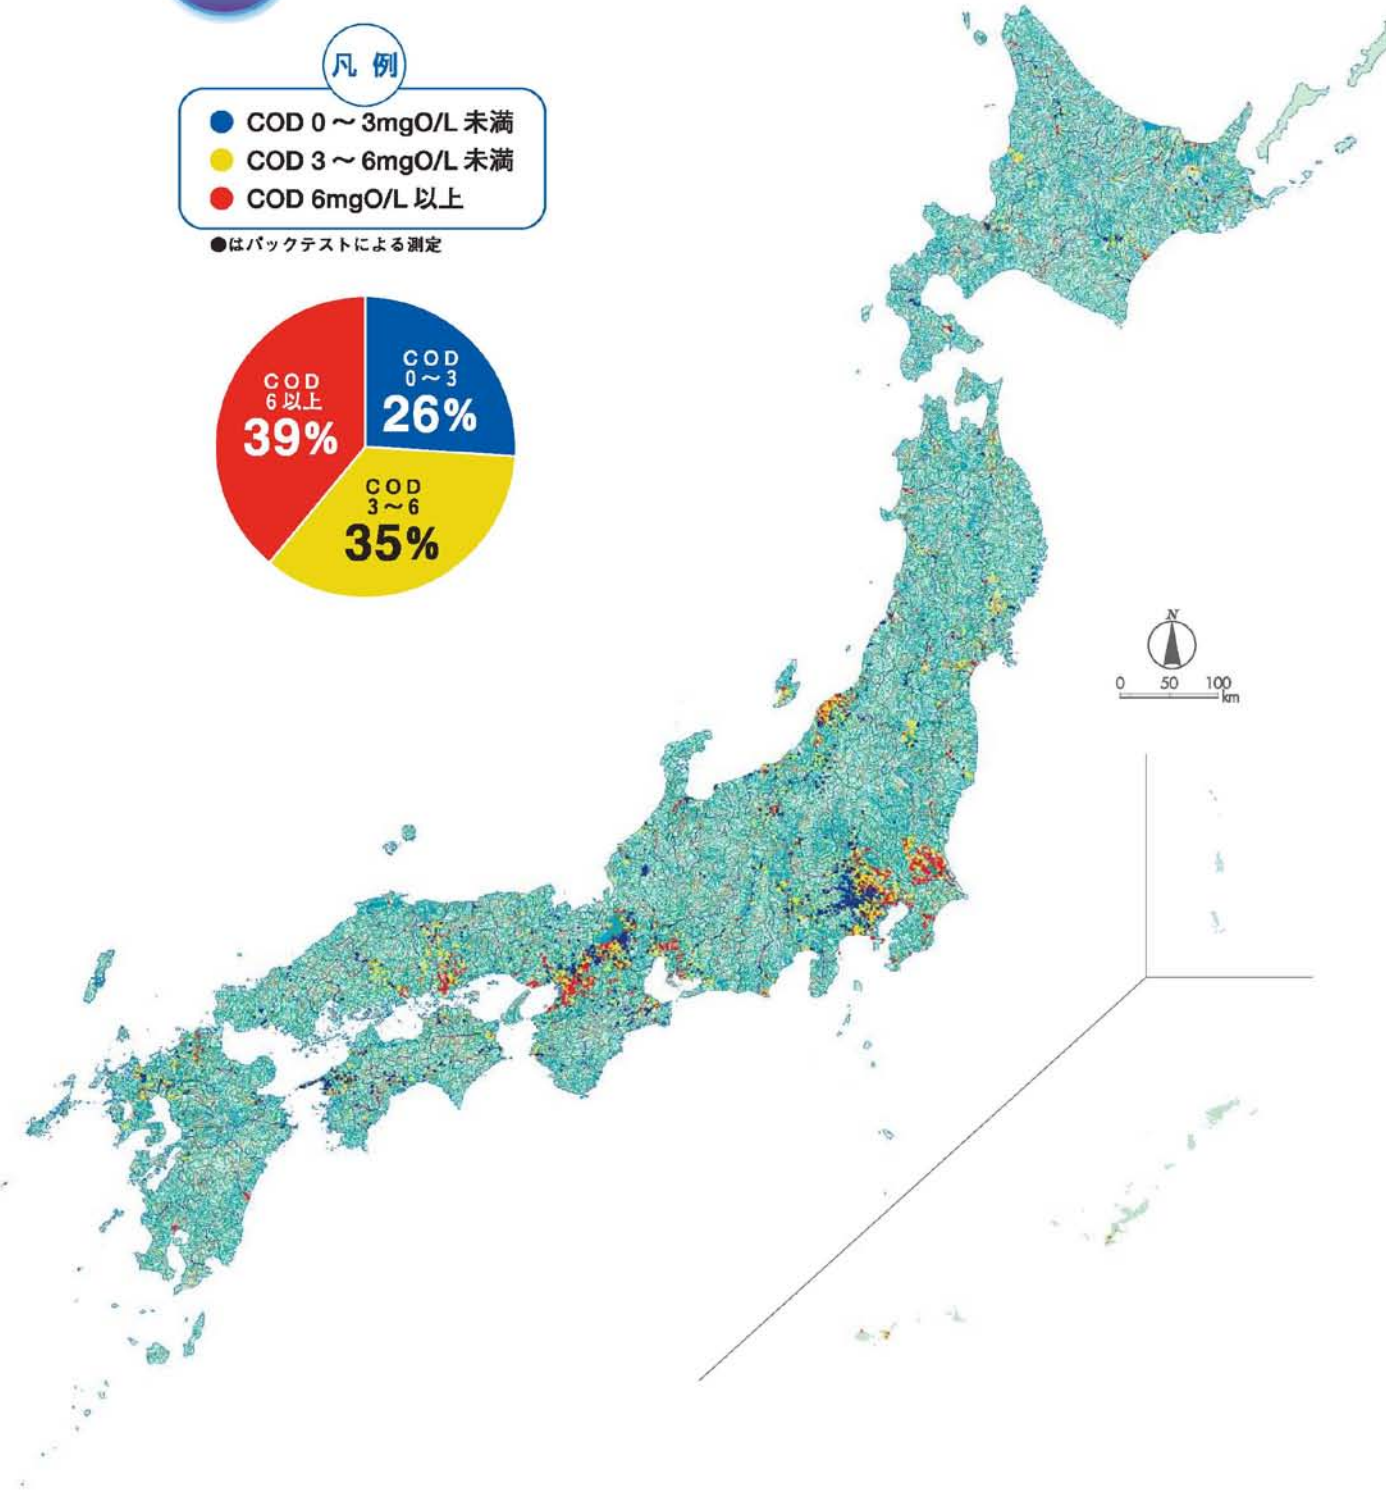 凡例
COD 0～3mgO/L 未満
COD 3～6mgO/L 未満
COD 6mgO/L 以上
●はパックテストによる測定
COD
0～3
26%
COD
6以上
39%
COD
3～6
35%
N
0 50 100
km